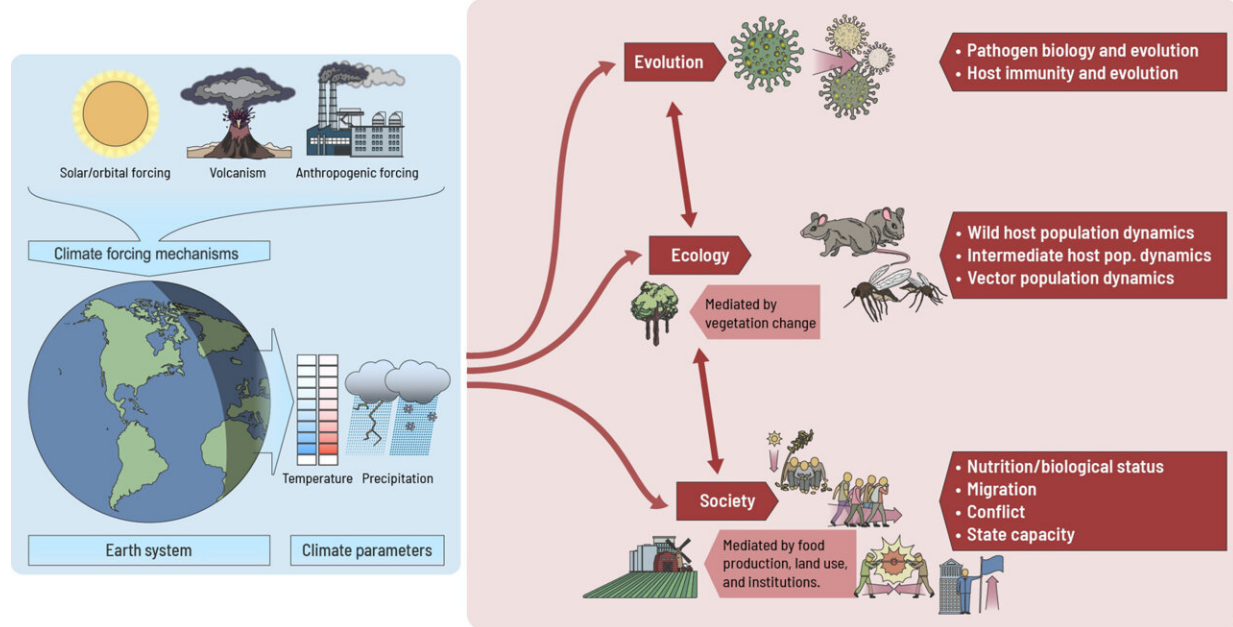 Solar/orbital forcing
Volcanism
Anthropogenic forcing
Climate forcing mechanisms
Temperature
Precipitation
Earth system
Climate parameters
Evolution
• Pathogen biology and evolution
• Host immunity and evolution
Ecology
Mediated by
vegetation change
• Wild host population dynamics
• Intermediate host pop. dynamics
• Vector population dynamics
Society
Mediated by food
production, land use,
and institutions.
• Nutrition/biological status
• Migration
• Conflict
• State capacity